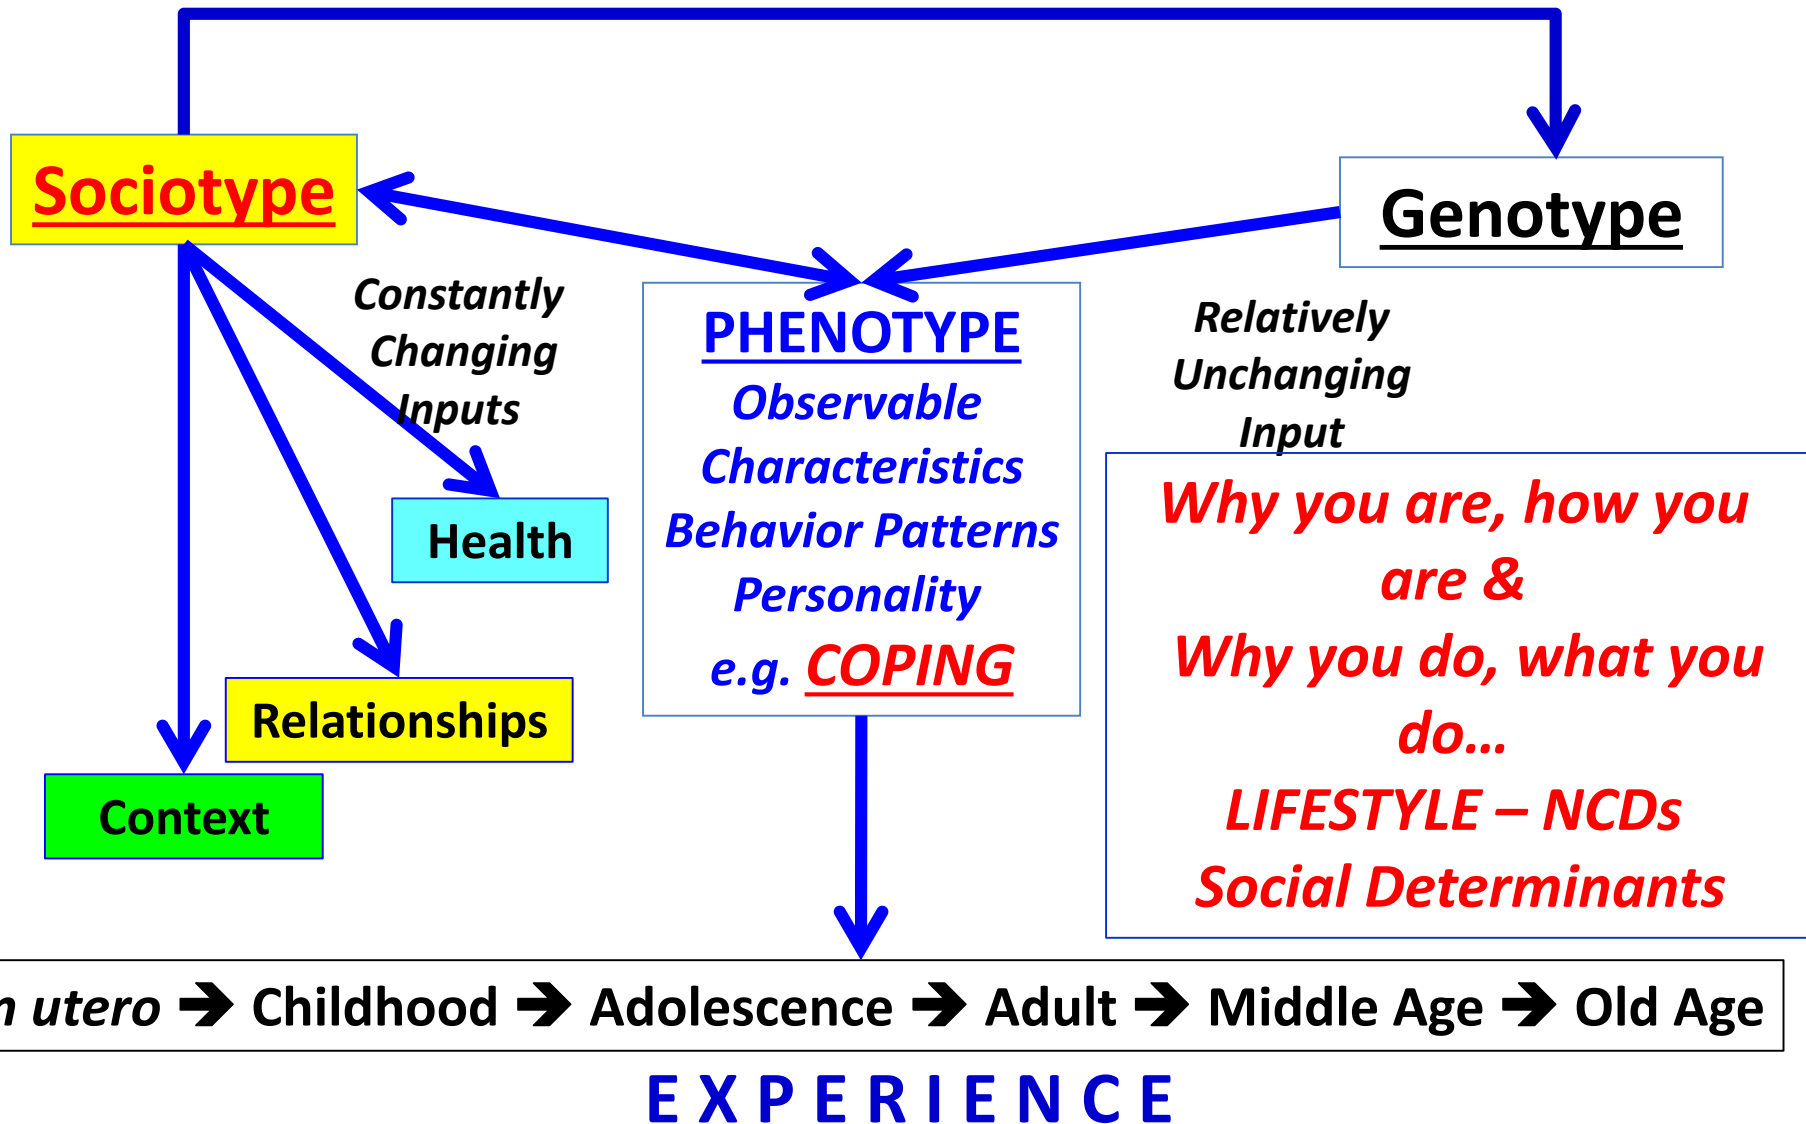 Sociotype
Genotype
Constantly
Changing
Inputs
PHENOTYPE
Observable
Characteristics
Behavior Patterns
Personality
e.g. COPING
Relatively
Unchanging
Input
Health
Relationships
Context
Why you are, how you
are &
Why you do, what you
do…
LIFESTYLE – NCDs
Social Determinants
n utero ➔ Childhood ➔ Adolescence ➔ Adult ➔ Middle Age ➔ Old Age
E X P E R I E N C E